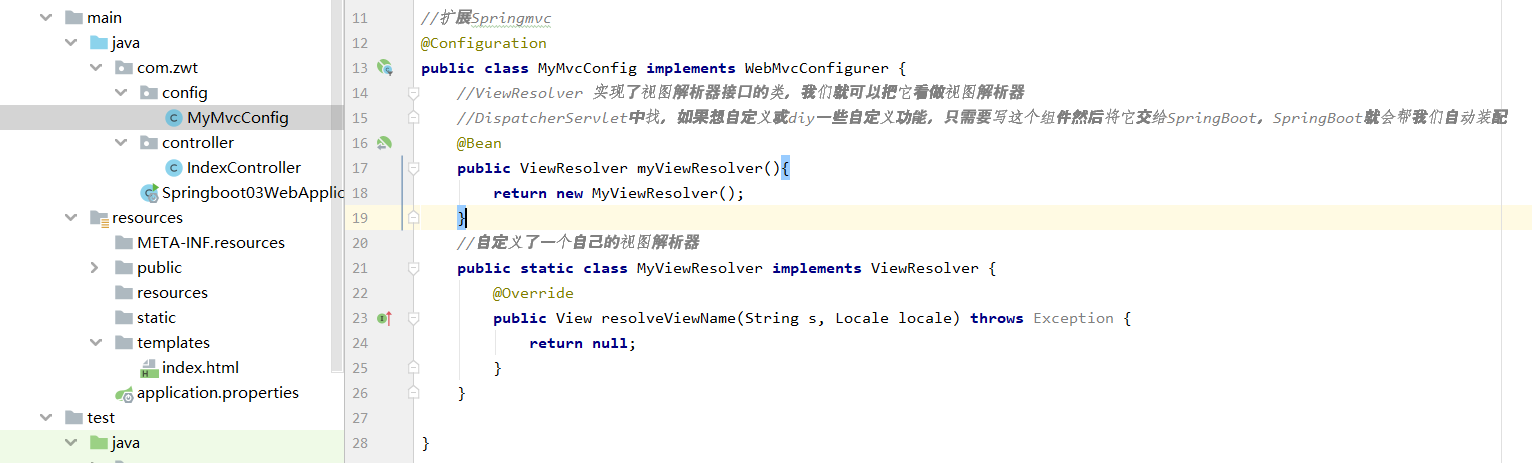 main
java
com.zwt
config
MyMvcConfig
controller
IndexController
Springboot03WebApplic
resources
META-INF.resources
public
resources
static
templates
index.html
application.properties
test
java
11 //扩展Springmvc
12 @Configuration
13 public class MyMvcConfig implements WebMvcConfigurer {
14 //ViewResolver 实现了视图解析器接口的类，我们就可以把它看做视图解析器
15 //DispatcherServlet中找，如果想自定义或diy一些自定义功能，只需要写这个组件然后将它交给SpringBoot，SpringBoot就会帮我们自动装配
16 @Bean
17 public ViewResolver myViewResolver(){
18 return new MyViewResolver();
19 }
20 //自定义了一个自己的视图解析器
21 public static class MyViewResolver implements ViewResolver {
22 @Override
23 public View resolveViewName(String s, Locale locale) throws Exception {
24 return null;
25 }
26 }
27
28 }